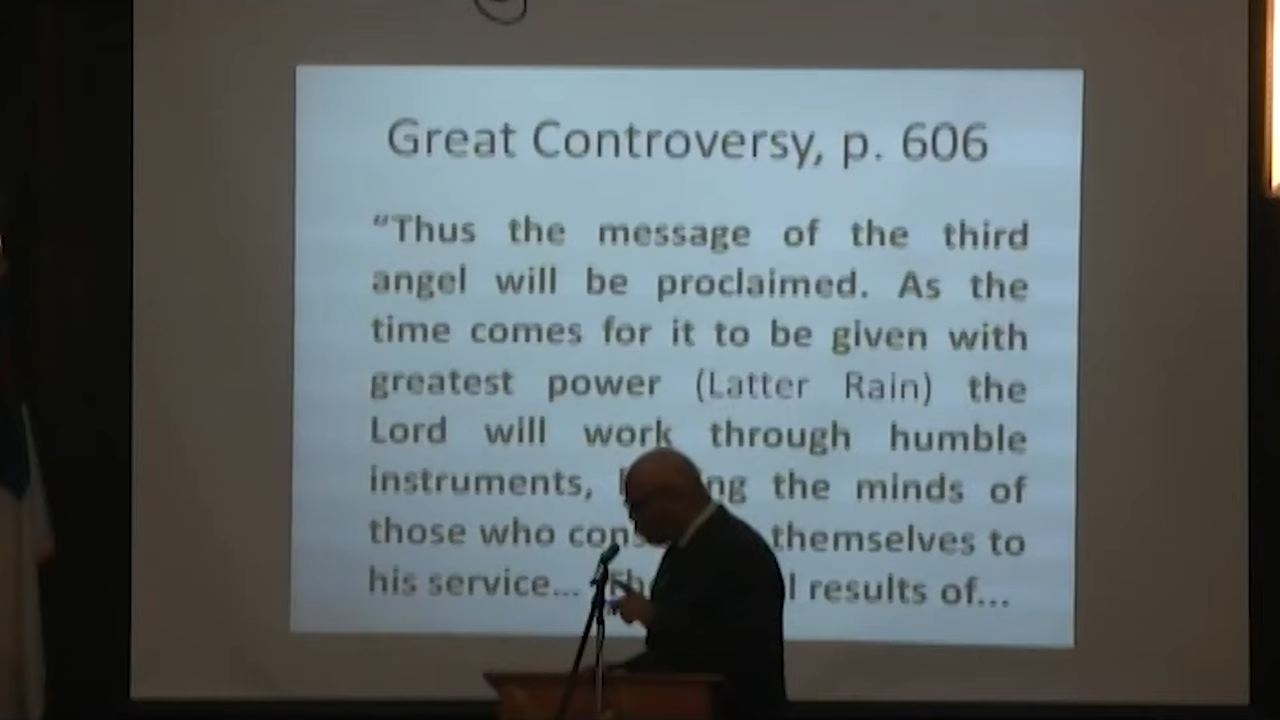 Great Controversy, p. 606
“Thus the message of the third
angel will be proclaimed. As the
time comes for it to be given with
greatest power (Latter Rain) the
Lord will work through humble
instruments, the minds of
those who themselves to
his service... results of...